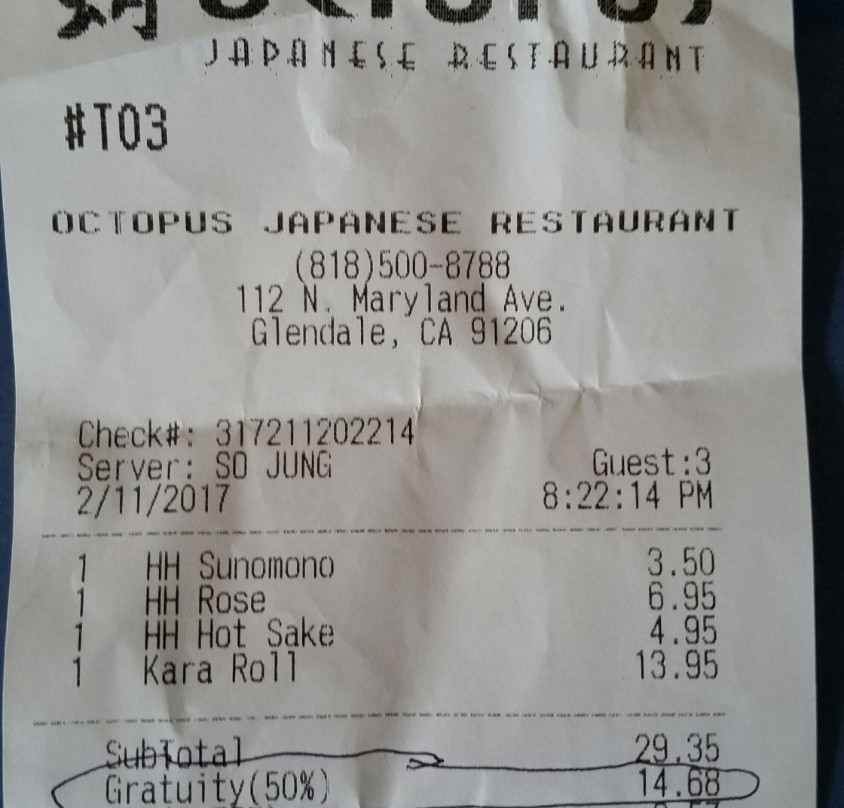 JAPANESE RESTAURANT
#T03
OCTOPUS JAPANESE RESTAURANT
(818)500-8788
112 N. Maryland Ave.
Glendale, CA 91206
Check#: 317211202214
Server: SO JUNG Guest:3
2/11/2017 8:22:14 PM
1 HH Sunomono 3.50
1 HH Rose 6.95
1 HH Hot Sake 4.95
1 Kara Roll 13.95
SubTotal 29.35
Gratuity(50%) 14.68